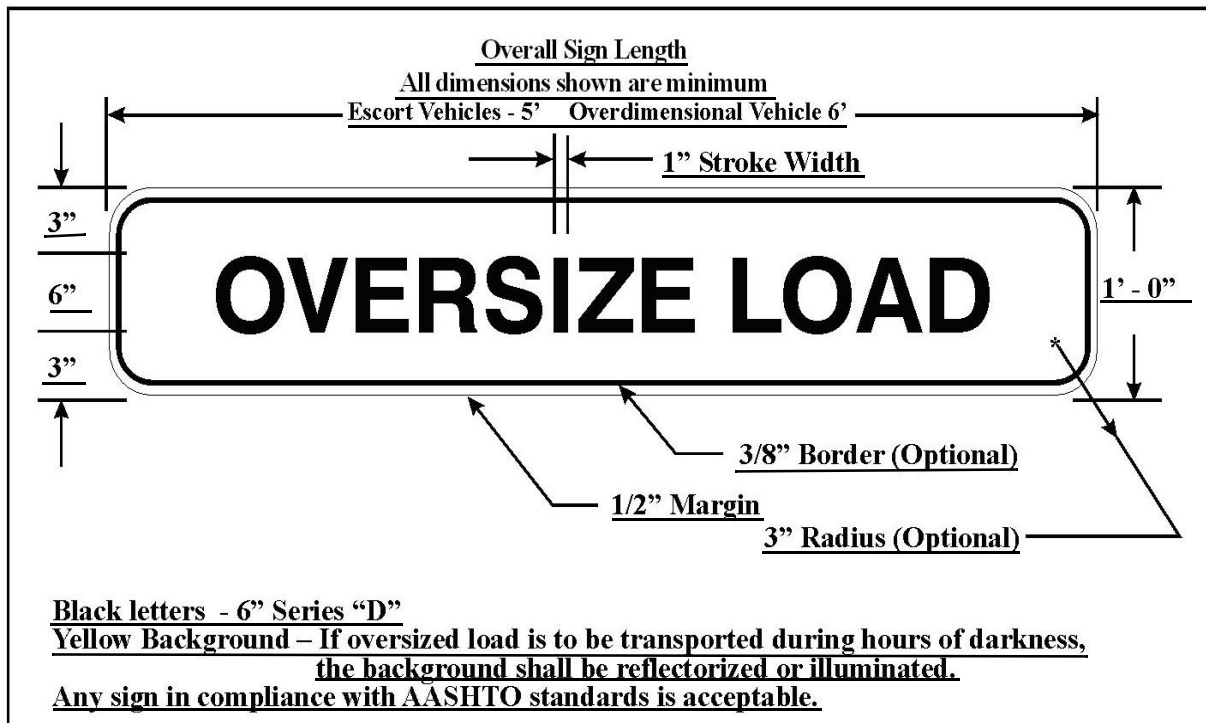 Overall Sign Length
All dimensions shown are minimum
Escort Vehicles - 5’ Overdimensional Vehicle 6’
1” Stroke Width
3”
6”
3”
OVERSIZE LOAD
1’ - 0”
*
3/8” Border (Optional)
1/2” Margin
3” Radius (Optional)
Black letters - 6” Series “D”
Yellow Background – If oversized load is to be transported during hours of darkness,
the background shall be reflectorized or illuminated.
Any sign in compliance with AASHTO standards is acceptable.